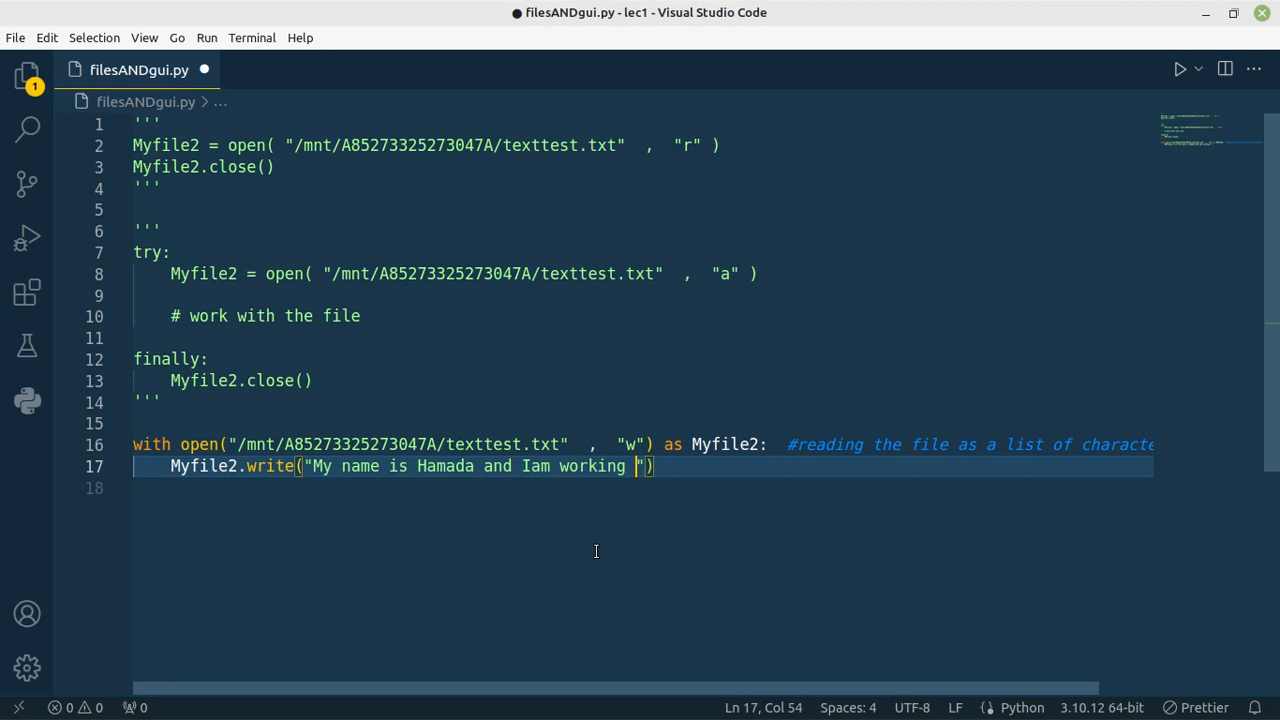 filesANDgui.py - lec1 - Visual Studio Code
File Edit Selection View Go Run Terminal Help
1
filesANDgui.py
filesANDgui.py > ...
1 '''
2 Myfile2 = open( "/mnt/A85273325273047A/texttest.txt"  ,  "r" )
3 Myfile2.close()
4 '''
5
6 '''
7 try:
8     Myfile2 = open( "/mnt/A85273325273047A/texttest.txt"  ,  "a" )
9
10     # work with the file
11
12 finally:
13     Myfile2.close()
14 '''
15
16 with open("/mnt/A85273325273047A/texttest.txt"  ,  "w") as Myfile2:  #reading the file as a list of characte
17     Myfile2.write("My name is Hamada and Iam working ")
18
0 0 0 Ln 17, Col 54 Spaces: 4 UTF-8 LF Python 3.10.12 64-bit Prettier